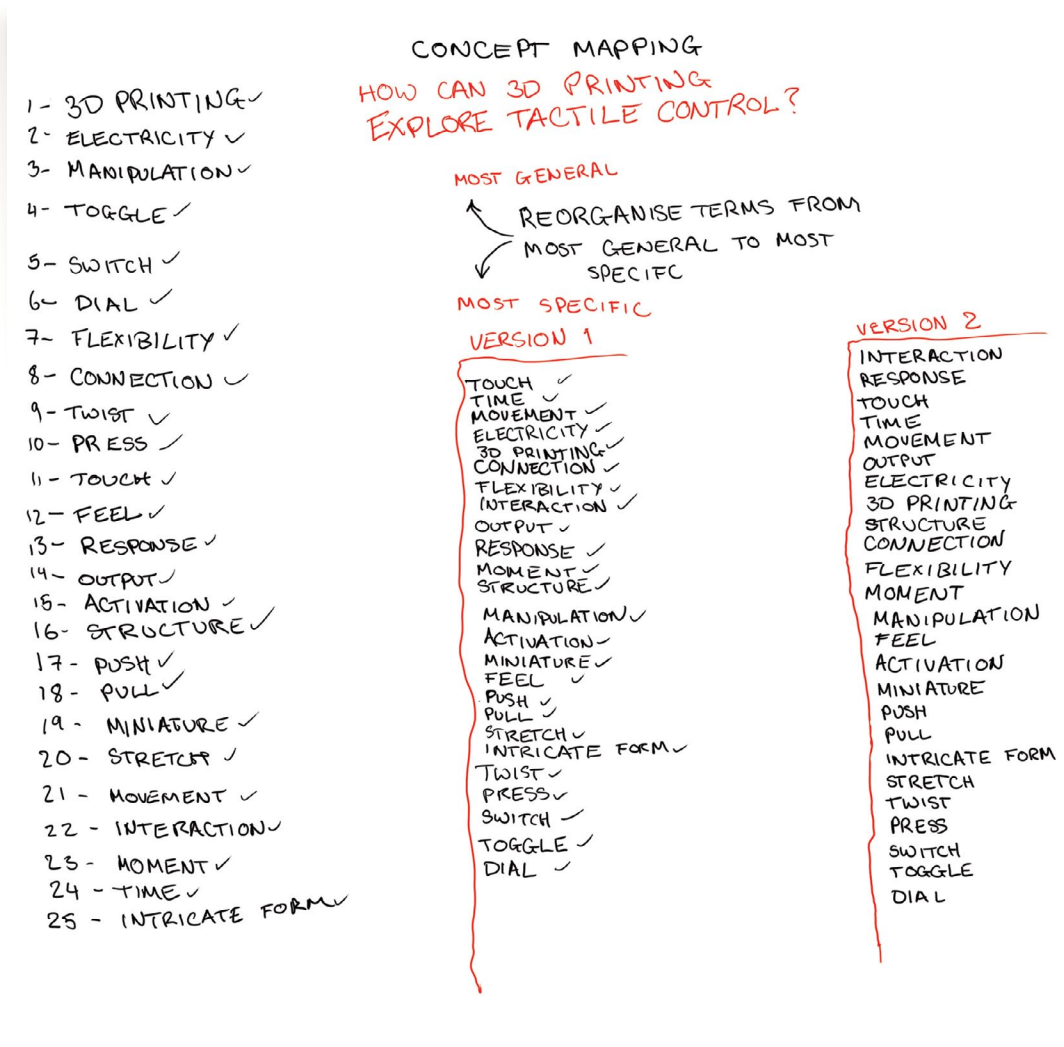 CONCEPT MAPPING
HOW CAN 3D PRINTING
EXPLORE TACTILE CONTROL?
1- 3D PRINTING✓
2- ELECTRICITY ✓
3- MANIPULATION✓
4- TOGGLE ✓
5- SWITCH ✓
6- DIAL ✓
7- FLEXIBILITY ✓
8- CONNECTION ✓
9- TWIST ✓
10- PRESS ✓
11- TOUCH ✓
12- FEEL ✓
13- RESPONSE ✓
14- OUTPUT ✓
15- ACTIVATION ✓
16- STRUCTURE ✓
17- PUSH ✓
18- PULL ✓
19- MINIATURE ✓
20- STRETCH ✓
21- MOVEMENT ✓
22- INTERACTION ✓
23- MOMENT ✓
24- TIME ✓
25- INTRICATE FORM ✓
MOST GENERAL
REORGANISE TERMS FROM
MOST GENERAL TO MOST
SPECIFC
MOST SPECIFIC
VERSION 1
TOUCH ✓
TIME ✓
MOVEMENT ✓
ELECTRICITY ✓
3D PRINTING ✓
CONNECTION ✓
FLEXIBILITY ✓
INTERACTION ✓
OUTPUT ✓
RESPONSE ✓
MOMENT ✓
STRUCTURE ✓
MANIPULATION ✓
ACTIVATION ✓
MINIATURE ✓
FEEL ✓
PUSH ✓
PULL ✓
STRETCH ✓
INTRICATE FORM ✓
TWIST ✓
PRESS ✓
SWITCH ✓
TOGGLE ✓
DIAL ✓
VERSION 2
INTERACTION
RESPONSE
TOUCH
TIME
MOVEMENT
OUTPUT
ELECTRICITY
3D PRINTING
STRUCTURE
CONNECTION
FLEXIBILITY
MOMENT
MANIPULATION
FEEL
ACTIVATION
MINIATURE
PUSH
PULL
INTRICATE FORM
STRETCH
TWIST
PRESS
SWITCH
TOGGLE
DIAL